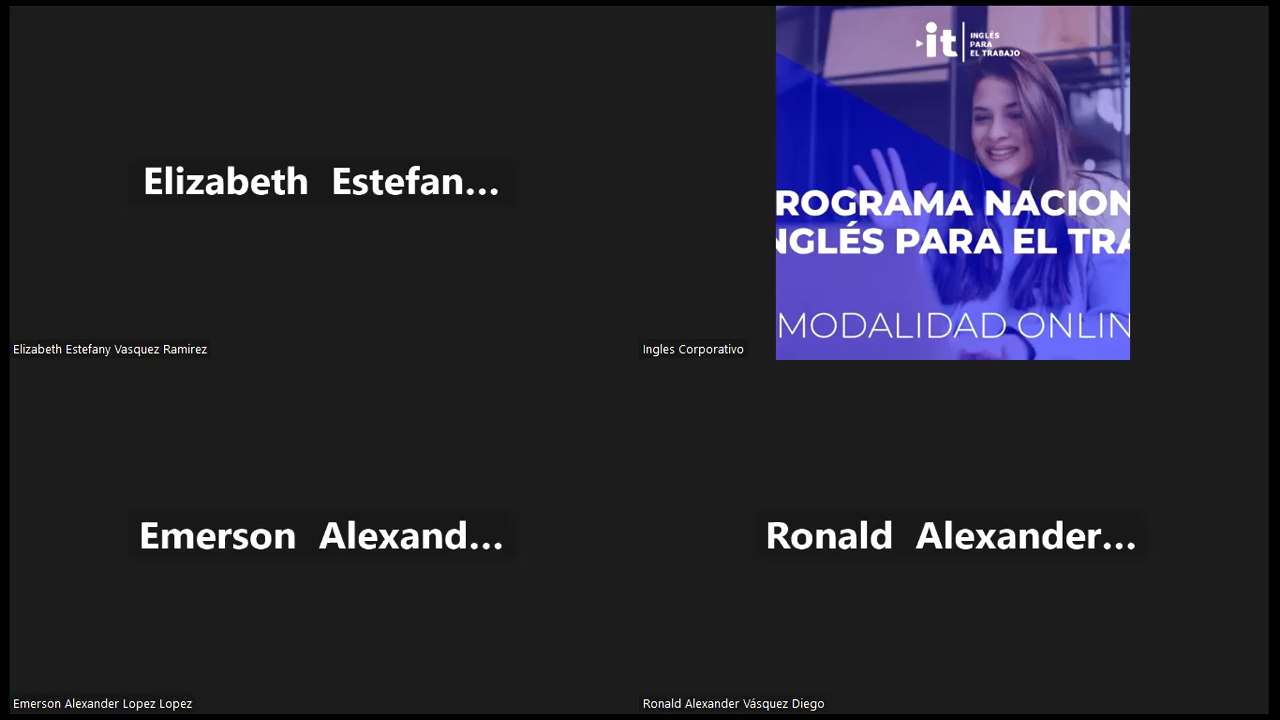 Elizabeth Estefan...
Elizabeth Estefany Vasquez Ramirez
it
INGLÉS
PARA
EL TRABAJO
ROGRAMA NACION
NGLÉS PARA EL TRA
MODALIDAD ONLIN
Ingles Corporativo
Emerson Alexand...
Emerson Alexander Lopez Lopez
Ronald Alexander...
Ronald Alexander Vásquez Diego